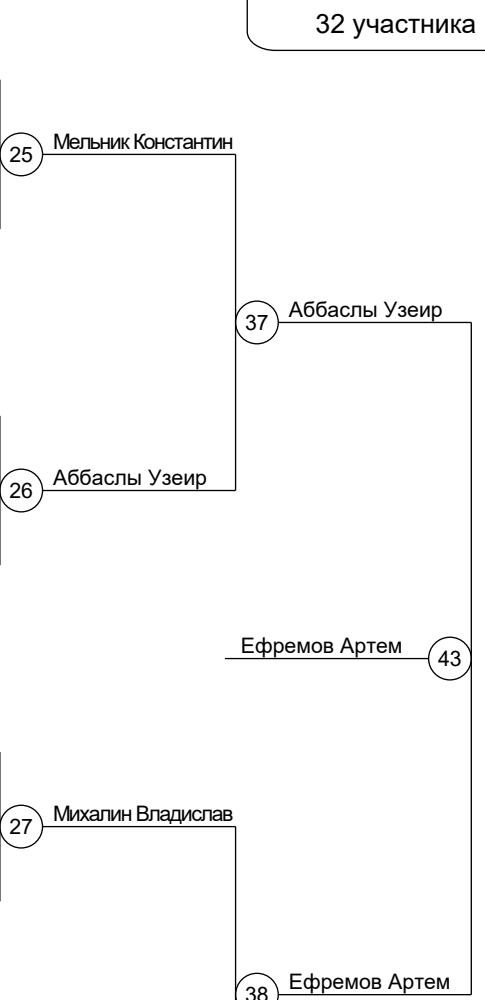 32 участника
Мельник Константин
25
Аббаслы Узеир
37
Аббаслы Узеир
26
Ефремов Артем
43
Михалин Владислав
27
Ефремов Артем
38